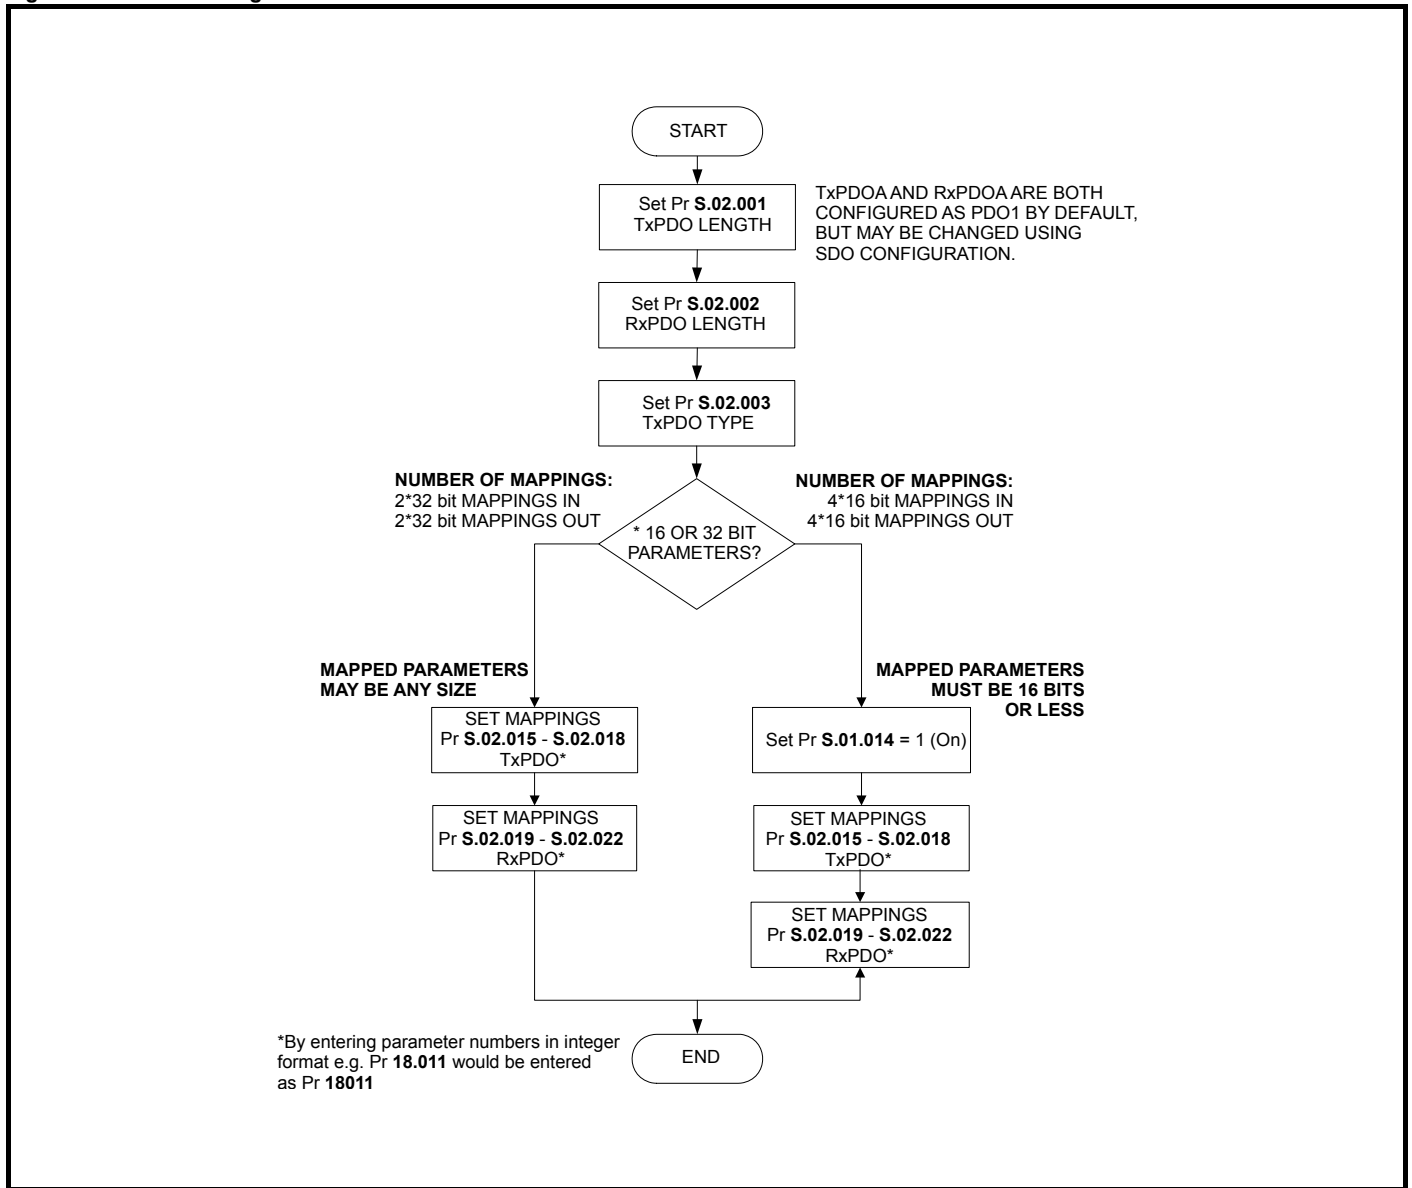 START
Set Pr S.02.001
TxPDO LENGTH
TxPDOA AND RxPDOA ARE BOTH
CONFIGURED AS PDO1 BY DEFAULT,
BUT MAY BE CHANGED USING
SDO CONFIGURATION.
Set Pr S.02.002
RxPDO LENGTH
Set Pr S.02.003
TxPDO TYPE
NUMBER OF MAPPINGS:
2*32 bit MAPPINGS IN
2*32 bit MAPPINGS OUT
NUMBER OF MAPPINGS:
4*16 bit MAPPINGS IN
4*16 bit MAPPINGS OUT
* 16 OR 32 BIT
PARAMETERS?
MAPPED PARAMETERS
MAY BE ANY SIZE
MAPPED PARAMETERS
MUST BE 16 BITS
OR LESS
SET MAPPINGS
Pr S.02.015 - S.02.018
TxPDO*
Set Pr S.01.014 = 1 (On)
SET MAPPINGS
Pr S.02.019 - S.02.022
RxPDO*
SET MAPPINGS
Pr S.02.015 - S.02.018
TxPDO*
SET MAPPINGS
Pr S.02.019 - S.02.022
RxPDO*
*By entering parameter numbers in integer
format e.g. Pr 18.011 would be entered
as Pr 18011
END